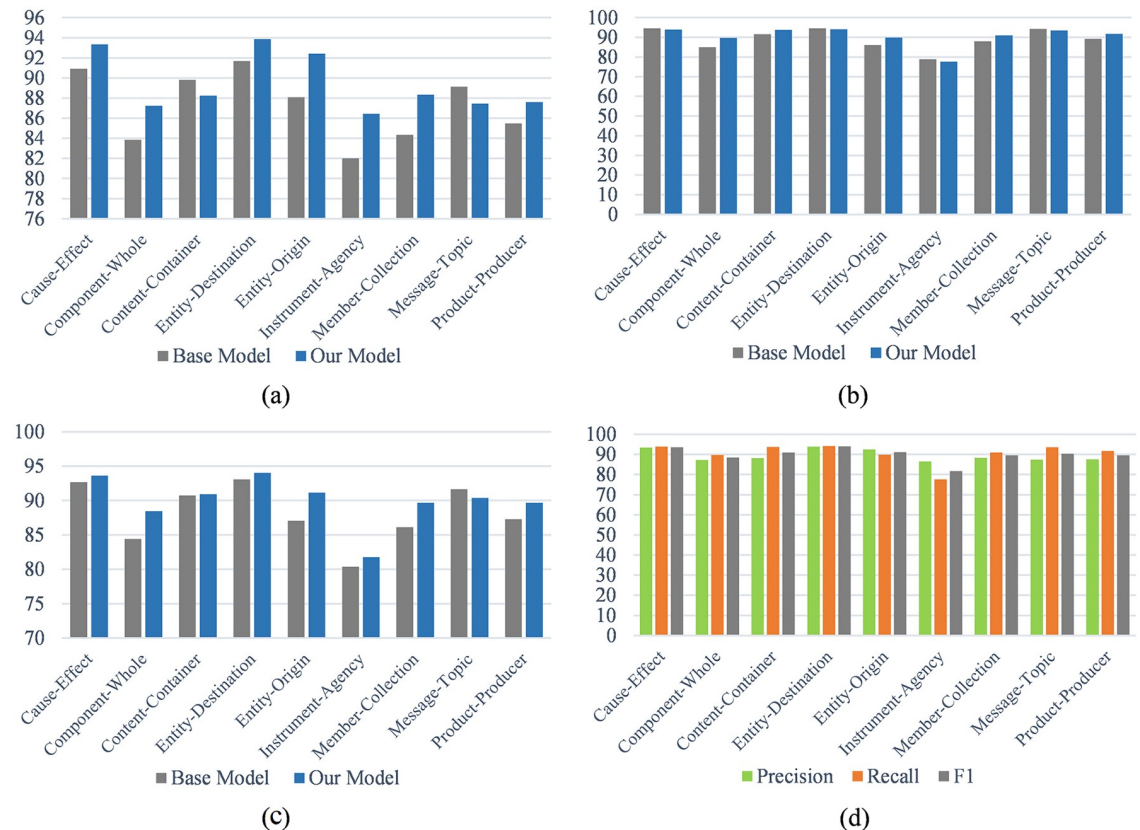 96
94
92
90
88
86
84
82
80
78
76
Cause-Effect
Component-Whole
Content-Container
Entity-Destination
Entity-Origin
Instrument-Agency
Member-Collection
Message-Topic
Product-Producer
Base Model Our Model
(a)
100
90
80
70
60
50
40
30
20
10
0
Cause-Effect
Component-Whole
Content-Container
Entity-Destination
Entity-Origin
Instrument-Agency
Member-Collection
Message-Topic
Product-Producer
Base Model Our Model
(b)
100
95
90
85
80
75
70
Cause-Effect
Component-Whole
Content-Container
Entity-Destination
Entity-Origin
Instrument-Agency
Member-Collection
Message-Topic
Product-Producer
Base Model Our Model
(c)
100
90
80
70
60
50
40
30
20
10
0
Cause-Effect
Component-Whole
Content-Container
Entity-Destination
Entity-Origin
Instrument-Agency
Member-Collection
Message-Topic
Product-Producer
Precision Recall F1
(d)